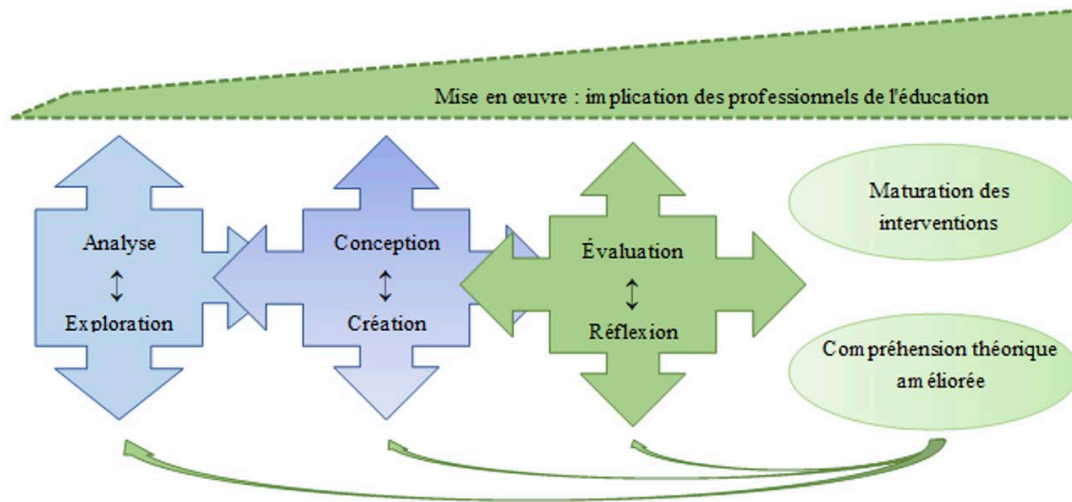 Mise en œuvre : implication des professionnels de l'éducation
Analyse
↕
Exploration
Conception
↕
Création
Évaluation
↕
Réflexion
Maturation des
interventions
Compréhension théorique
améliorée